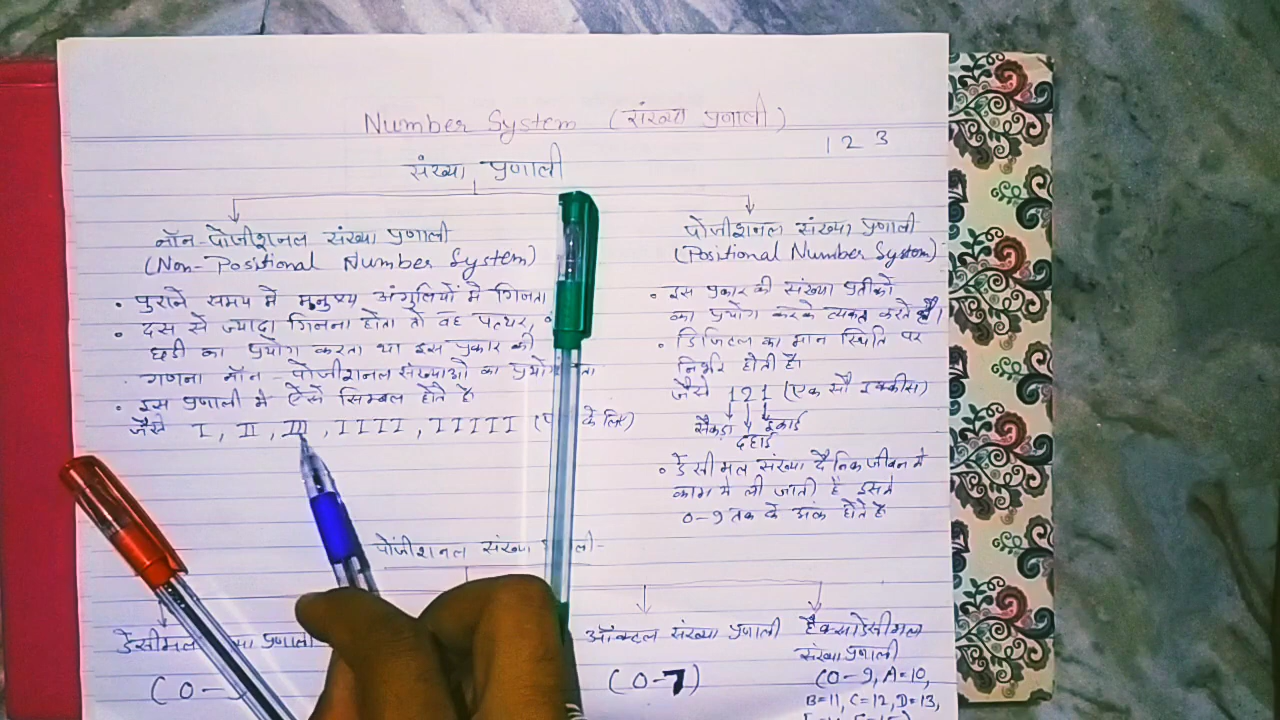 Number System (संख्या प्रणाली)
1 2 3
संख्या प्रणाली
नॉन-पोजीशनल संख्या प्रणाली
(Non-Positional Number System)
• पुराने समय मे मनुष्य अंगुलियों मे गिनता
• दस से ज्यादा गिनना होता तो वह पत्थर,
छडी का प्रयोग करता था इस प्रकार की
गणना नॉन-पोजीशनल संख्याओ का
• इस प्रणाली मे ऐसे सिम्बल होते है
जैसे I, II, III, IIII, IIIII ( के लिए)
पोजीशनल संख्या प्रणाली
(Positional Number System)
• इस प्रकार की संख्या प्रतीको
का प्रयोग करके व्यक्त करते है।
• डिजिटल का मान स्थिति पर
निर्भर होती है।
जैसे 121 (एक सौ इक्कीस)
सैकड़ा इकाई
दहाई
• डेसीमल संख्या दैनिक जीवन मे
काम मे ली जाती है इसमे
0-9 तक के अंक होते है
पोजीशनल संख्या
डेसीमल प्रणाली
(0-
ऑक्टल संख्या प्रणाली
(0-7)
हैक्साडेसीमल
संख्या प्रणाली
(0-9, A=10,
B=11, C=12, D=13,